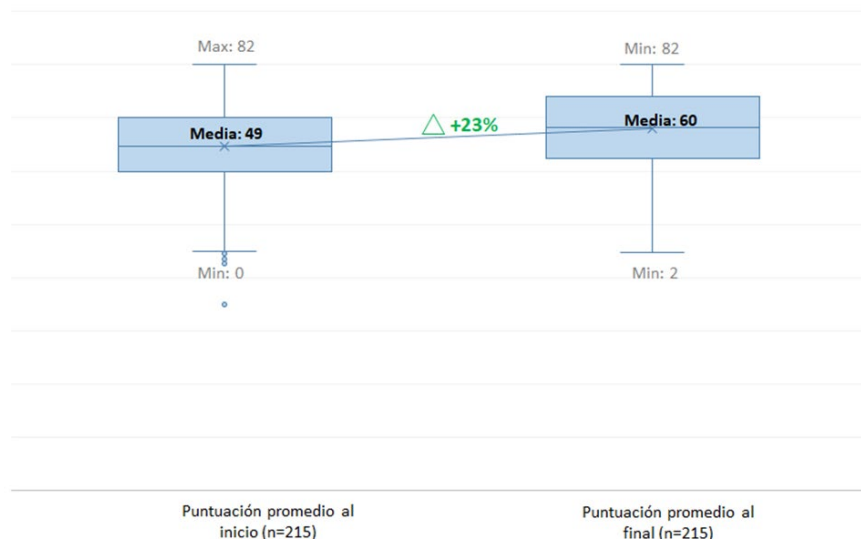 Max: 82
Min: 82
Media: 49
+23%
Media: 60
Min: 0
Min: 2
Puntuación promedio al
inicio (n=215)
Puntuación promedio al
final (n=215)